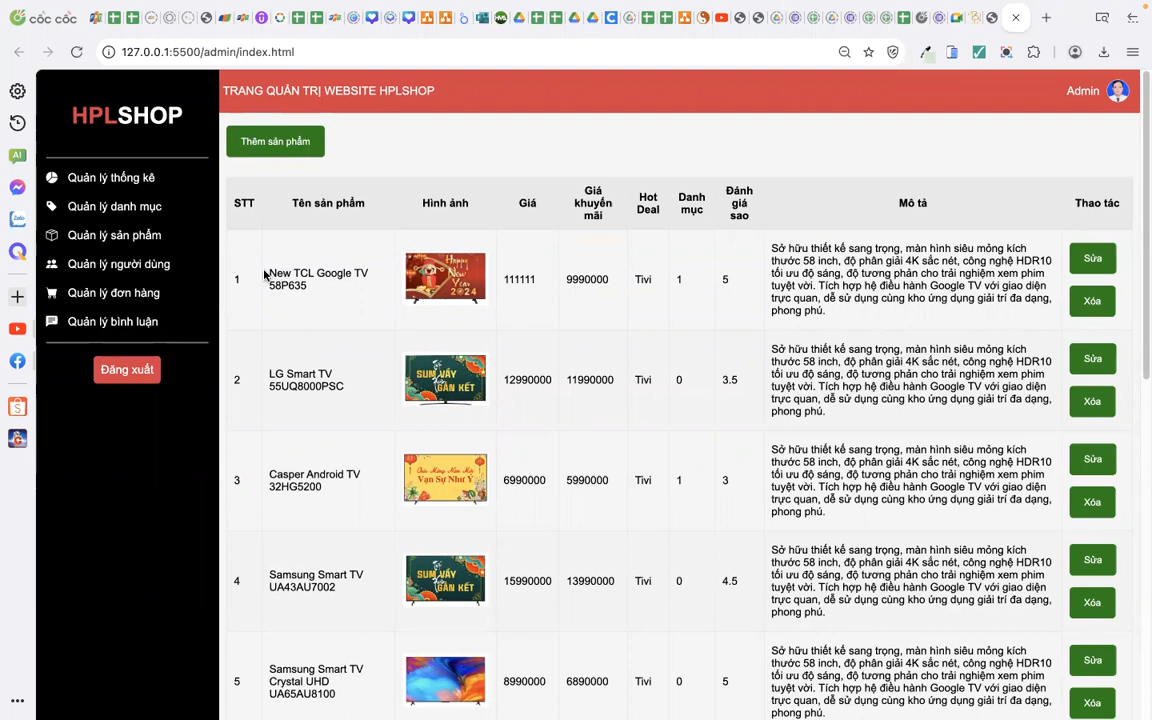 cốc cốc
127.0.0.1:5500/admin/index.html
HPLSHOP
Quản lý thống kê
Quản lý danh mục
Quản lý sản phẩm
Quản lý người dùng
Quản lý đơn hàng
Quản lý bình luận
Đăng xuất
TRANG QUẢN TRỊ WEBSITE HPLSHOP
Admin
Thêm sản phẩm
STT
Tên sản phẩm
Hình ảnh
Giá
Giá
khuyến
mãi
Hot
Deal
Danh
mục
Đánh
giá
sao
Mô tả
Thao tác
1
New TCL Google TV
58P635
Happy
New
Year
2024
111111
9990000
Tivi
1
5
Sở hữu thiết kế sang trọng, màn hình siêu mỏng kích
thước 58 inch, độ phân giải 4K sắc nét, công nghệ HDR10
tối ưu độ sáng, độ tương phản cho trải nghiệm xem phim
tuyệt vời. Tích hợp hệ điều hành Google TV với giao diện
trực quan, dễ sử dụng cùng kho ứng dụng giải trí đa dạng,
phong phú.
Sửa
Xóa
2
LG Smart TV
55UQ8000PSC
SUM VẦY
GẮN KẾT
12990000
11990000
Tivi
0
3.5
Sở hữu thiết kế sang trọng, màn hình siêu mỏng kích
thước 58 inch, độ phân giải 4K sắc nét, công nghệ HDR10
tối ưu độ sáng, độ tương phản cho trải nghiệm xem phim
tuyệt vời. Tích hợp hệ điều hành Google TV với giao diện
trực quan, dễ sử dụng cùng kho ứng dụng giải trí đa dạng,
phong phú.
Sửa
Xóa
3
Casper Android TV
32HG5200
Chúc Mừng Năm Mới
Vạn Sự Như Ý
6990000
5990000
Tivi
1
3
Sở hữu thiết kế sang trọng, màn hình siêu mỏng kích
thước 58 inch, độ phân giải 4K sắc nét, công nghệ HDR10
tối ưu độ sáng, độ tương phản cho trải nghiệm xem phim
tuyệt vời. Tích hợp hệ điều hành Google TV với giao diện
trực quan, dễ sử dụng cùng kho ứng dụng giải trí đa dạng,
phong phú.
Sửa
Xóa
4
Samsung Smart TV
UA43AU7002
SUM VẦY
GẮN KẾT
15990000
13990000
Tivi
0
4.5
Sở hữu thiết kế sang trọng, màn hình siêu mỏng kích
thước 58 inch, độ phân giải 4K sắc nét, công nghệ HDR10
tối ưu độ sáng, độ tương phản cho trải nghiệm xem phim
tuyệt vời. Tích hợp hệ điều hành Google TV với giao diện
trực quan, dễ sử dụng cùng kho ứng dụng giải trí đa dạng,
phong phú.
Sửa
Xóa
5
Samsung Smart TV
Crystal UHD
UA65AU8100
8990000
6890000
Tivi
0
5
Sở hữu thiết kế sang trọng, màn hình siêu mỏng kích
thước 58 inch, độ phân giải 4K sắc nét, công nghệ HDR10
tối ưu độ sáng, độ tương phản cho trải nghiệm xem phim
tuyệt vời. Tích hợp hệ điều hành Google TV với giao diện
trực quan, dễ sử dụng cùng kho ứng dụng giải trí đa dạng,
Sửa
Xóa